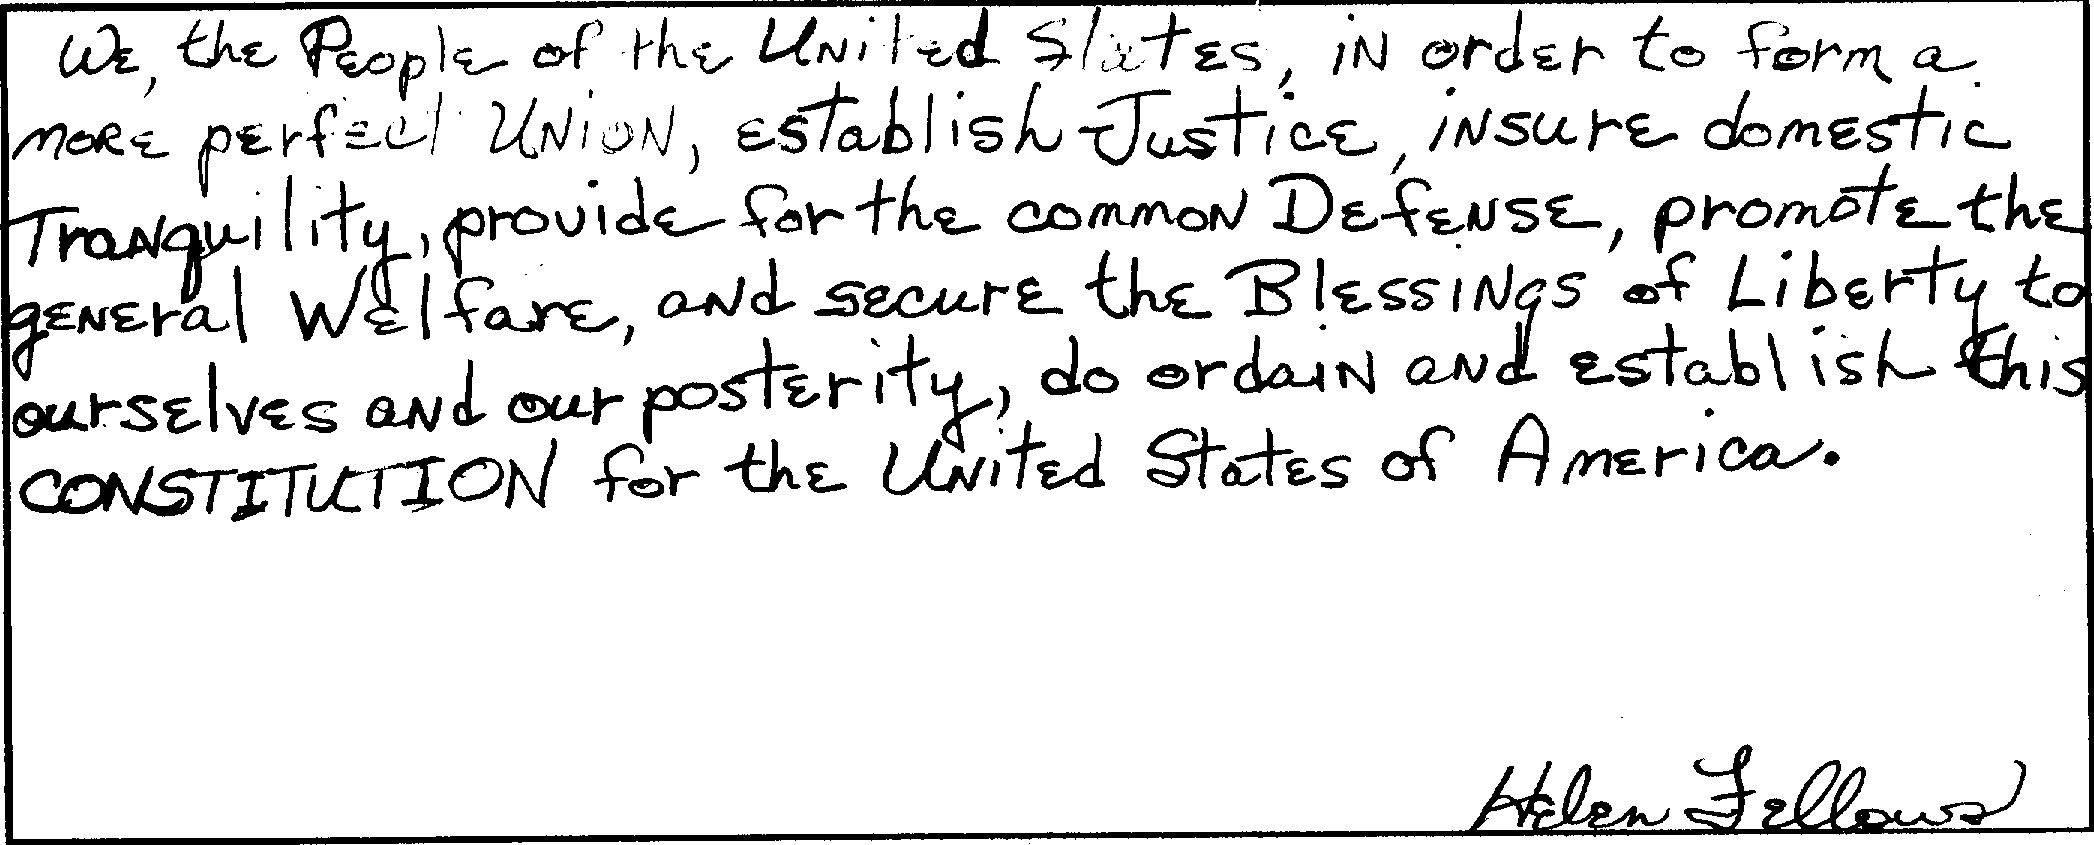 We, the People of the United States, in order to form a
more perfect Union, establish Justice, insure domestic
Tranquility, provide for the common Defense, promote the
general Welfare, and secure the Blessings of Liberty to
ourselves and our posterity, do ordain and establish this
CONSTITUTION for the United States of America.
Helen Fellows